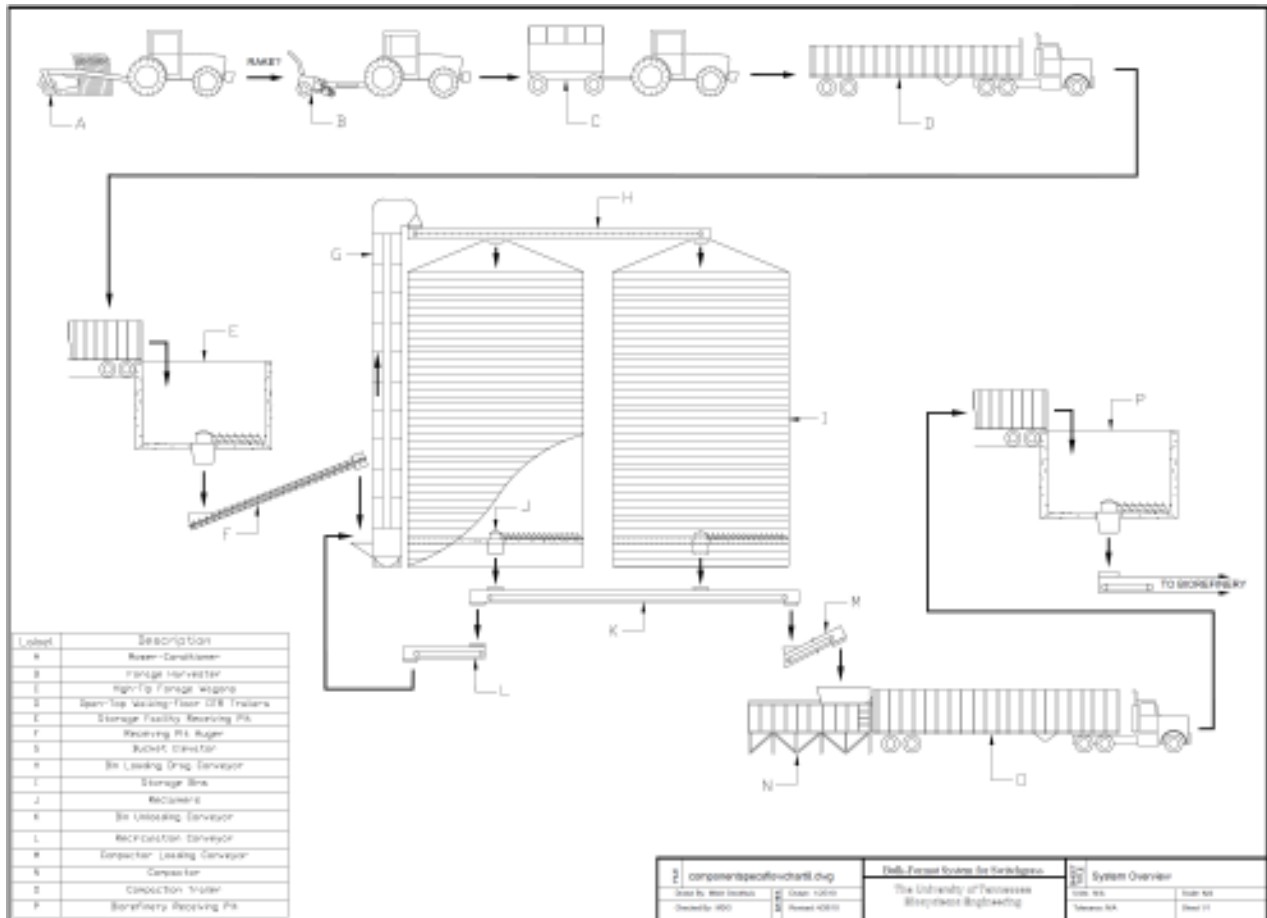 RAKE?
A
B
C
D
H
G
E
I
P
F
J
TO BIOREFINERY
K
M
L
N
O
Label Description
A Mower-Conditioner
B Forage Harvester
C High-Tip Forage Wagons
D Open-Top Walking-Floor OTR Trailers
E Storage Facility Receiving Pit
F Receiving Pit Auger
G Bucket Elevator
H Bin Loading Drag Conveyor
I Storage Bins
J Reclaimers
K Bin Unloading Conveyor
L Recirculation Conveyor
M Compactor Loading Conveyor
N Compactor
O Compaction Trailer
P Biorefinery Receiving Pit
Bulk-Format System for Switchgrass
System Overview
The University of Tennessee
Biosystems Engineering